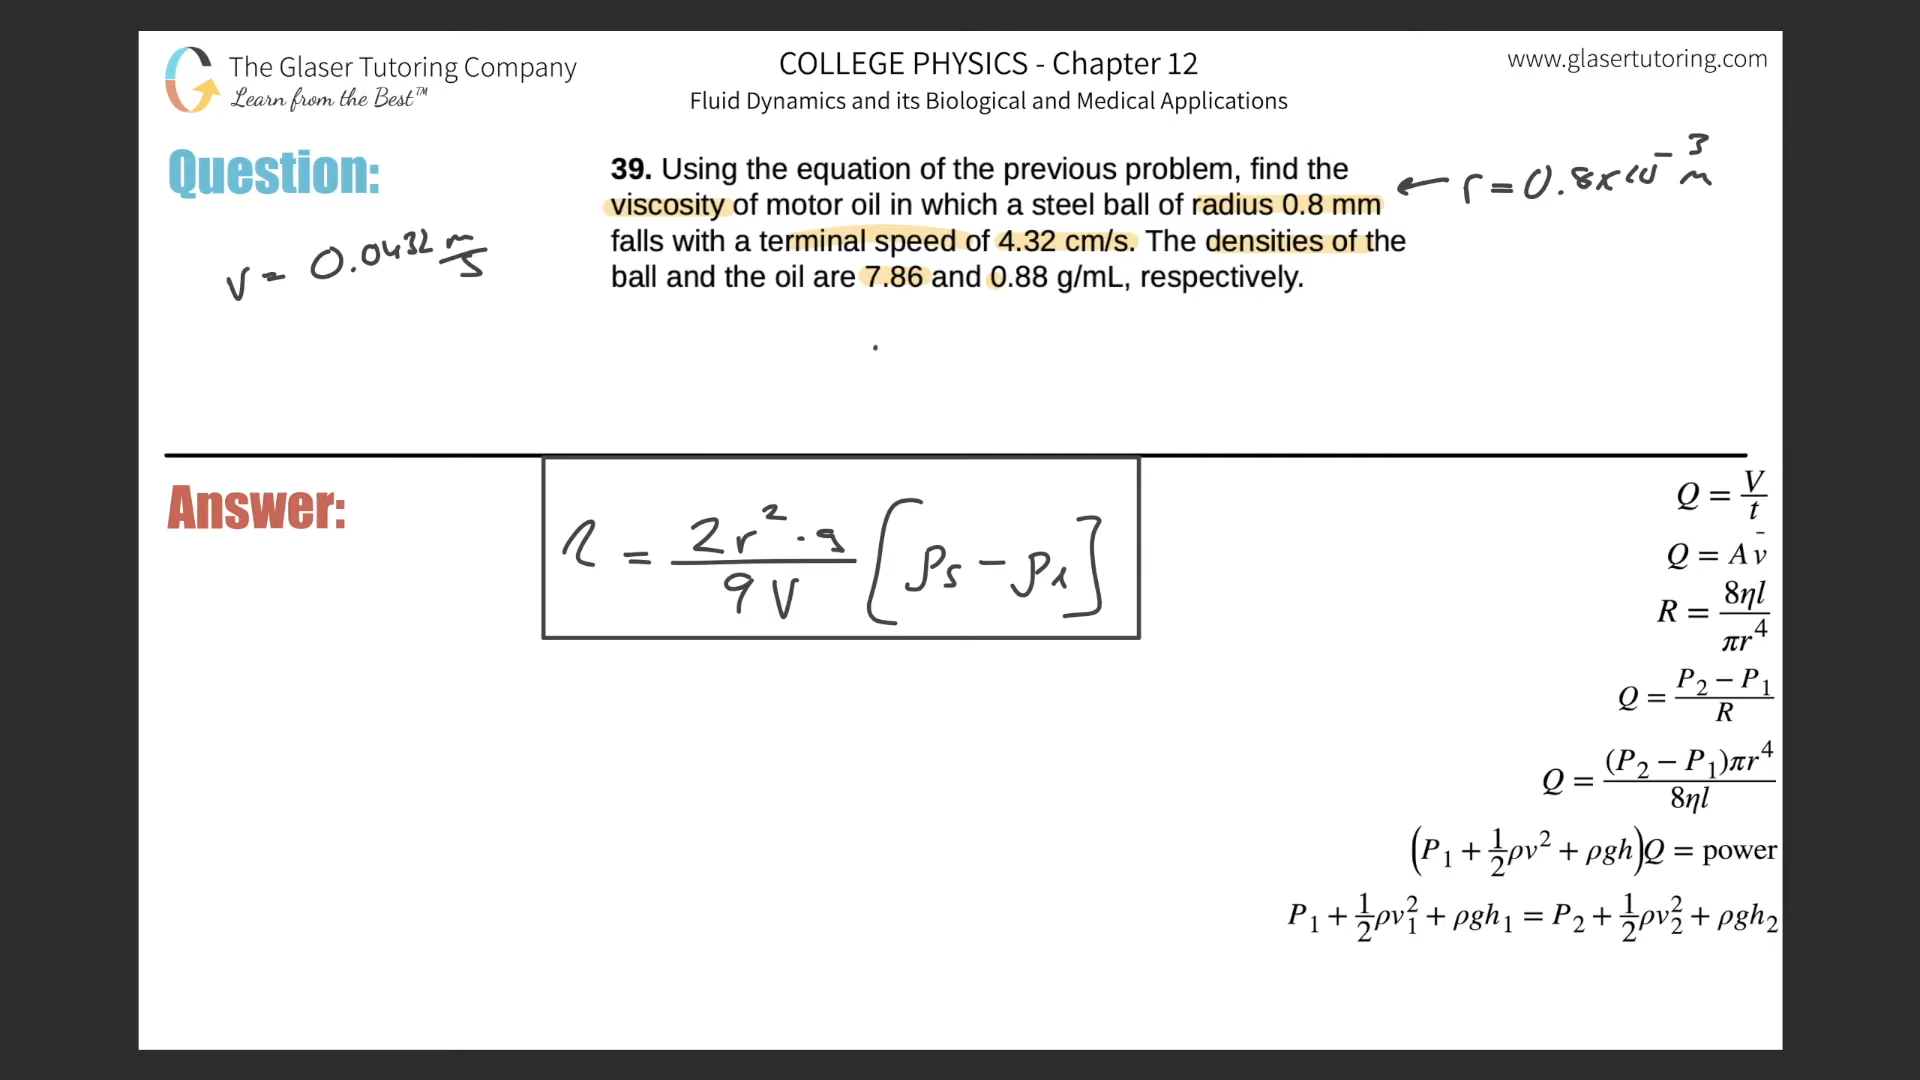 The Glaser Tutoring Company
Learn from the Best™
COLLEGE PHYSICS - Chapter 12
Fluid Dynamics and its Biological and Medical Applications
www.glasertutoring.com
Question:
39. Using the equation of the previous problem, find the
viscosity of motor oil in which a steel ball of radius 0.8 mm
falls with a terminal speed of 4.32 cm/s. The densities of the
ball and the oil are 7.86 and 0.88 g/mL, respectively.
← r = 0.8x10⁻³ m
v = 0.0432 m/s
Answer:
η = 2r²·g / 9V [ρs − ρ1]
Q = V/t
Q = Av̄
R = 8ηl/πr⁴
Q = (P₂ − P₁)/R
Q = (P₂ − P₁)πr⁴/8ηl
(P₁ + ½ρv² + ρgh)Q = power
P₁ + ½ρv₁² + ρgh₁ = P₂ + ½ρv₂² + ρgh₂